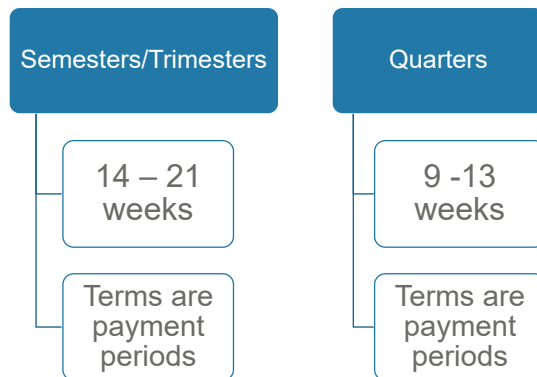 Semesters/Trimesters
14 – 21
weeks
Terms are
payment
periods
Quarters
9 -13
weeks
Terms are
payment
periods